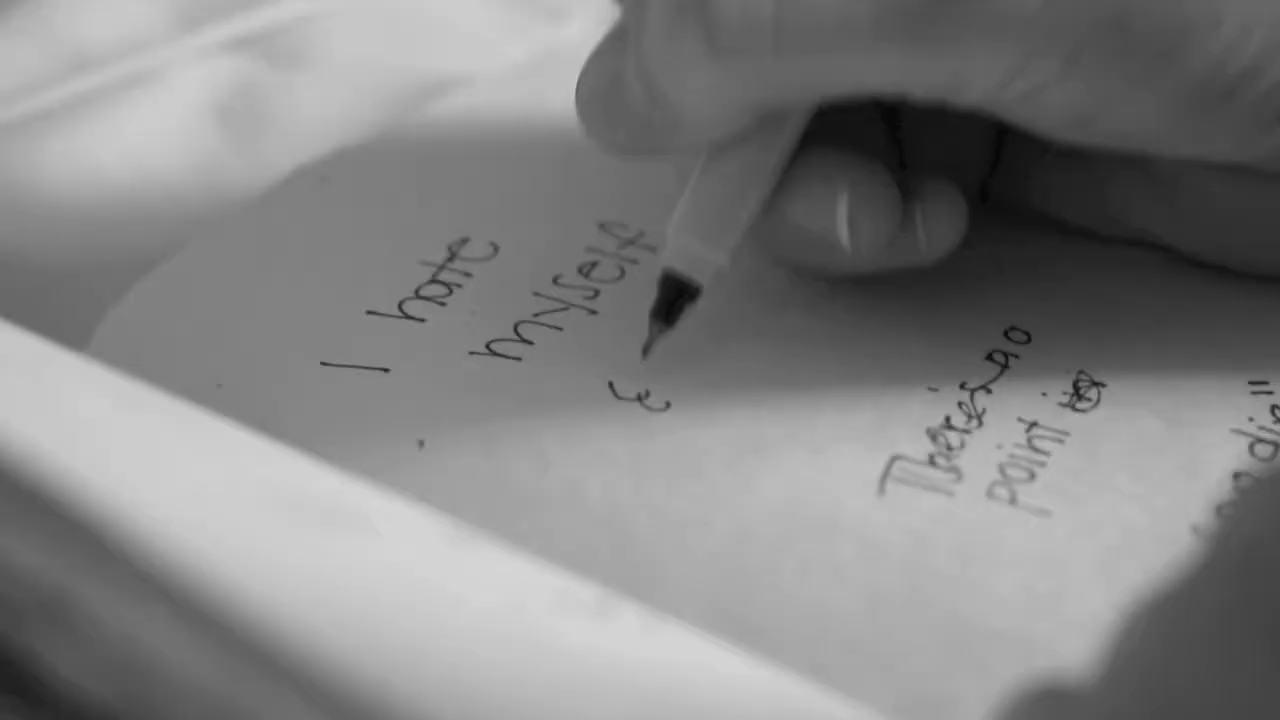 I hate
myself
&
There's no
point